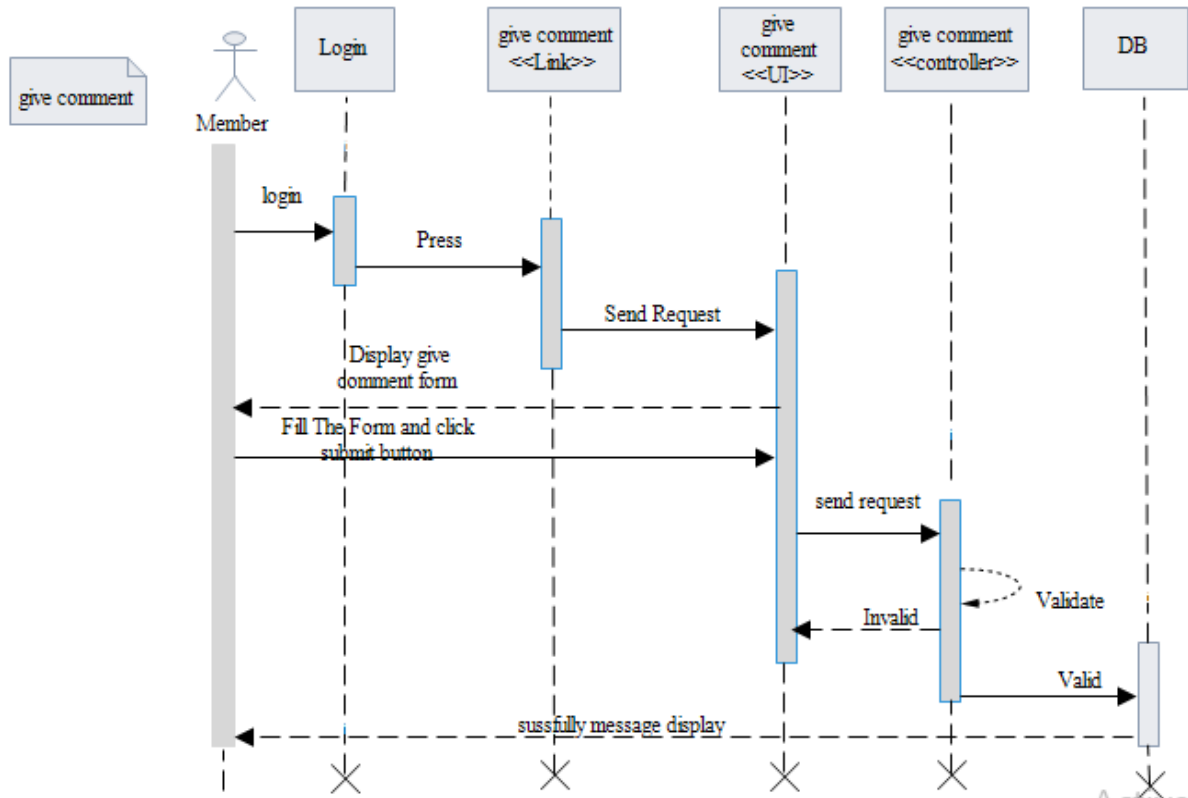 give comment
Member
Login
give comment
<<Link>>
give
comment
<<UI>>
give comment
<<controller>>
DB
login
Press
Send Request
Display give
comment form
Fill The Form and click
submit button
send request
Validate
Invalid
Valid
sussfully message display